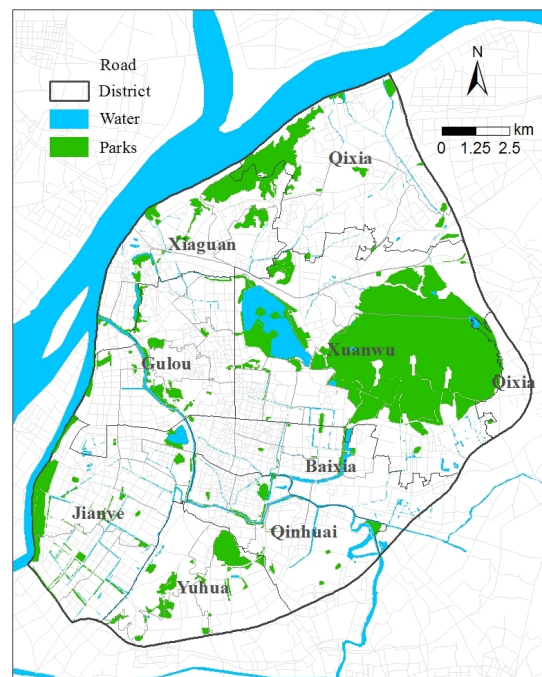 Road
District
Water
Parks
N
km
0 1.25 2.5
Qixia
Xiaguan
Xuanwu
Gulou
Qixia
Baixia
Jianye
Qinhuai
Yuhua